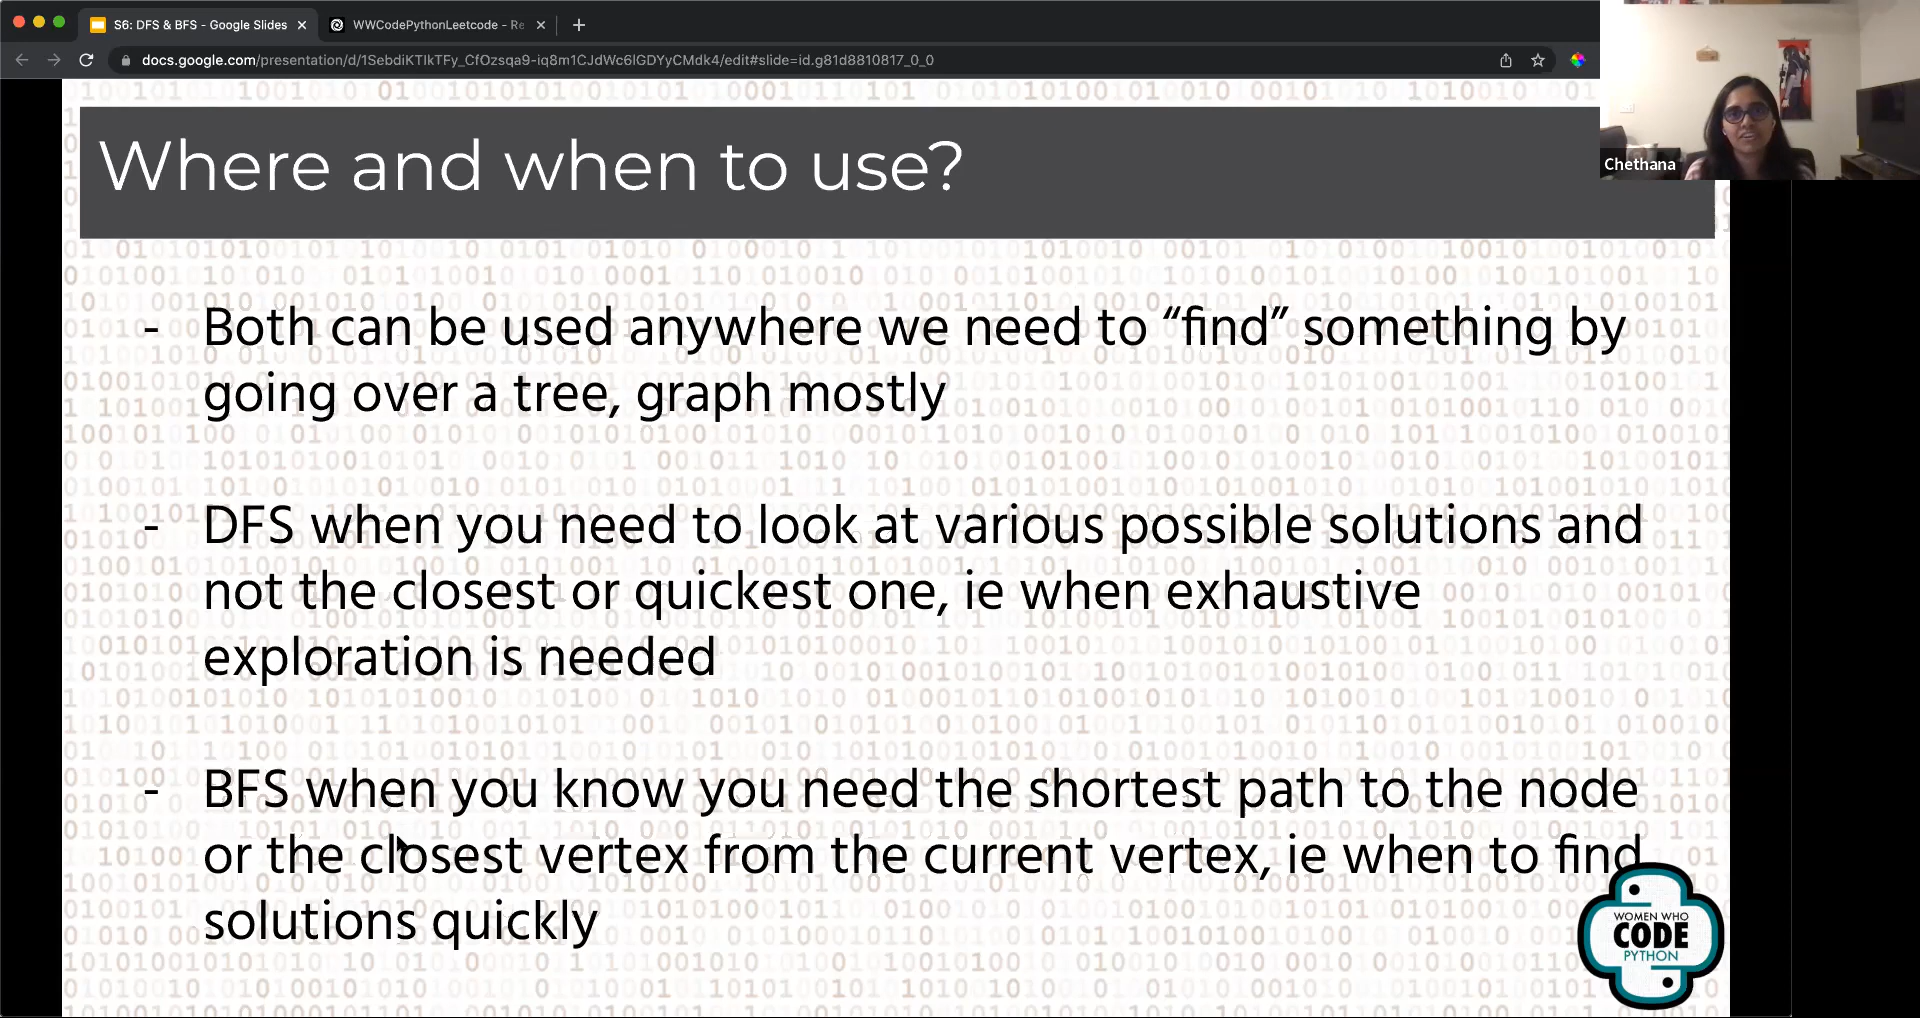 S6: DFS & BFS - Google Slides
WWCodePythonLeetcode - Re
docs.google.com/presentation/d/1SebdiKTIkTFy_CfOzsqa9-iq8m1CJdWc6lGDYyCMdk4/edit#slide=id.g81d8810817_0_0
Chethana
Where and when to use?
- Both can be used anywhere we need to “find” something by
going over a tree, graph mostly
- DFS when you need to look at various possible solutions and
not the closest or quickest one, ie when exhaustive
exploration is needed
- BFS when you know you need the shortest path to the node
or the closest vertex from the current vertex, ie when to find
solutions quickly
WOMEN WHO
CODE
PYTHON